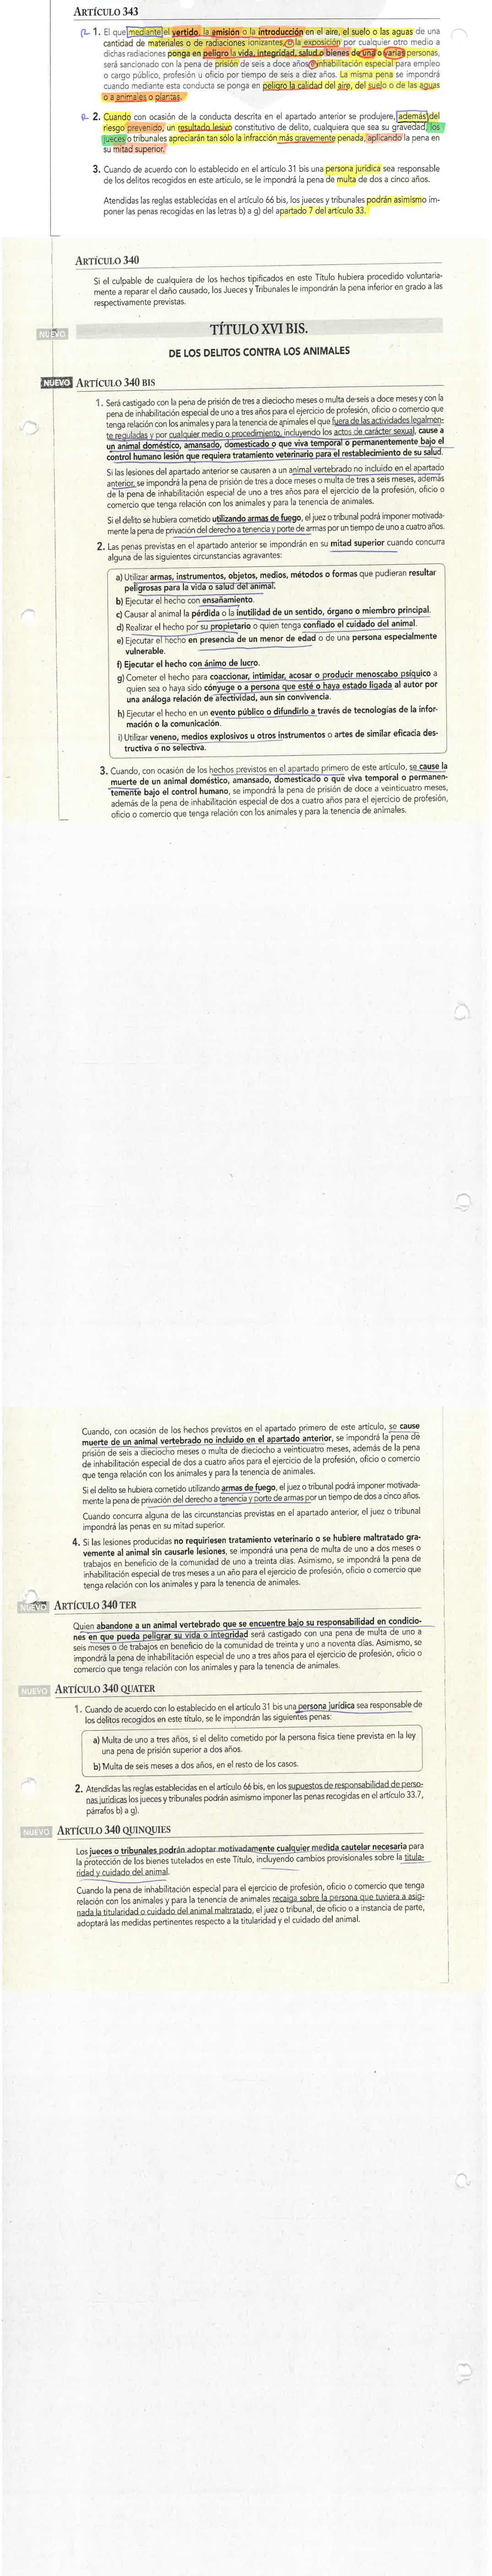 ARTÍCULO 343
1. El que mediante el vertido, la emisión o la introducción en el aire, el suelo o las aguas de una
cantidad de materiales o de radiaciones ionizantes, o la exposición por cualquier otro medio a
dichas radiaciones ponga en peligro la vida, integridad, salud o bienes de una o varias personas,
será sancionado con la pena de prisión de seis a doce años e inhabilitación especial para empleo
o cargo público, profesión u oficio por tiempo de seis a diez años. La misma pena se impondrá
cuando mediante esta conducta se ponga en peligro la calidad del aire, del suelo o de las aguas
o a animales o plantas.
2. Cuando con ocasión de la conducta descrita en el apartado anterior se produjere, además del
riesgo prevenido, un resultado lesivo constitutivo de delito, cualquiera que sea su gravedad, los
jueces o tribunales apreciarán tan sólo la infracción más gravemente penada, aplicando la pena en
su mitad superior.
3. Cuando de acuerdo con lo establecido en el artículo 31 bis una persona jurídica sea responsable
de los delitos recogidos en este artículo, se le impondrá la pena de multa de dos a cinco años.
Atendidas las reglas establecidas en el artículo 66 bis, los jueces y tribunales podrán asimismo im-
poner las penas recogidas en las letras b) a g) del apartado 7 del artículo 33.
ARTÍCULO 340
Si el culpable de cualquiera de los hechos tipificados en este Título hubiera procedido voluntaria-
mente a reparar el daño causado, los Jueces y Tribunales le impondrán la pena inferior en grado a las
respectivamente previstas.
NUEVO
TÍTULO XVI BIS.
DE LOS DELITOS CONTRA LOS ANIMALES
NUEVO ARTÍCULO 340 BIS
1. Será castigado con la pena de prisión de tres a dieciocho meses o multa de seis a doce meses y con la
pena de inhabilitación especial de uno a tres años para el ejercicio de profesión, oficio o comercio que
tenga relación con los animales y para la tenencia de animales el que fuera de las actividades legalmen-
te reguladas y por cualquier medio o procedimiento, incluyendo los actos de carácter sexual, cause a
un animal doméstico, amansado, domesticado o que viva temporal o permanentemente bajo el
control humano lesión que requiera tratamiento veterinario para el restablecimiento de su salud.
Si las lesiones del apartado anterior se causaren a un animal vertebrado no incluido en el apartado
anterior, se impondrá la pena de prisión de tres a doce meses o multa de tres a seis meses, además
de la pena de inhabilitación especial de uno a tres años para el ejercicio de la profesión, oficio o
comercio que tenga relación con los animales y para la tenencia de animales.
Si el delito se hubiera cometido utilizando armas de fuego, el juez o tribunal podrá imponer motivada-
mente la pena de privación del derecho a tenencia y porte de armas por un tiempo de uno a cuatro años.
2. Las penas previstas en el apartado anterior se impondrán en su mitad superior cuando concurra
alguna de las siguientes circunstancias agravantes:
a) Utilizar armas, instrumentos, objetos, medios, métodos o formas que pudieran resultar
peligrosas para la vida o salud del animal.
b) Ejecutar el hecho con ensañamiento.
c) Causar al animal la pérdida o la inutilidad de un sentido, órgano o miembro principal.
d) Realizar el hecho por su propietario o quien tenga confiado el cuidado del animal.
e) Ejecutar el hecho en presencia de un menor de edad o de una persona especialmente
vulnerable.
f) Ejecutar el hecho con ánimo de lucro.
g) Cometer el hecho para coaccionar, intimidar, acosar o producir menoscabo psíquico a
quien sea o haya sido cónyuge o a persona que esté o haya estado ligada al autor por
una análoga relación de afectividad, aun sin convivencia.
h) Ejecutar el hecho en un evento público o difundirlo a través de tecnologías de la infor-
mación o la comunicación.
i) Utilizar veneno, medios explosivos u otros instrumentos o artes de similar eficacia des-
tructiva o no selectiva.
3. Cuando, con ocasión de los hechos previstos en el apartado primero de este artículo, se cause la
muerte de un animal doméstico, amansado, domesticado o que viva temporal o permanen-
temente bajo el control humano, se impondrá la pena de prisión de doce a veinticuatro meses,
además de la pena de inhabilitación especial de dos a cuatro años para el ejercicio de profesión,
oficio o comercio que tenga relación con los animales y para la tenencia de animales.
Cuando, con ocasión de los hechos previstos en el apartado primero de este artículo, se cause
muerte de un animal vertebrado no incluido en el apartado anterior, se impondrá la pena de
prisión de seis a dieciocho meses o multa de dieciocho a veinticuatro meses, además de la pena
de inhabilitación especial de dos a cuatro años para el ejercicio de la profesión, oficio o comercio
que tenga relación con los animales y para la tenencia de animales.
Si el delito se hubiera cometido utilizando armas de fuego, el juez o tribunal podrá imponer motivada-
mente la pena de privación del derecho a tenencia y porte de armas por un tiempo de dos a cinco años.
Cuando concurra alguna de las circunstancias previstas en el apartado anterior, el juez o tribunal
impondrá las penas en su mitad superior.
4. Si las lesiones producidas no requiriesen tratamiento veterinario o se hubiere maltratado gra-
vemente al animal sin causarle lesiones, se impondrá una pena de multa de uno a dos meses o
trabajos en beneficio de la comunidad de uno a treinta días. Asimismo, se impondrá la pena de
inhabilitación especial de tres meses a un año para el ejercicio de profesión, oficio o comercio que
tenga relación con los animales y para la tenencia de animales.
NUEVO ARTÍCULO 340 TER
Quien abandone a un animal vertebrado que se encuentre bajo su responsabilidad en condicio-
nes en que pueda peligrar su vida o integridad será castigado con una pena de multa de uno a
seis meses o de trabajos en beneficio de la comunidad de treinta y uno a noventa días. Asimismo, se
impondrá la pena de inhabilitación especial de uno a tres años para el ejercicio de profesión, oficio o
comercio que tenga relación con los animales y para la tenencia de animales.
NUEVO ARTÍCULO 340 QUATER
1. Cuando de acuerdo con lo establecido en el artículo 31 bis una persona jurídica sea responsable de
los delitos recogidos en este título, se le impondrán las siguientes penas:
a) Multa de uno a tres años, si el delito cometido por la persona física tiene prevista en la ley
una pena de prisión superior a dos años.
b) Multa de seis meses a dos años, en el resto de los casos.
2. Atendidas las reglas establecidas en el artículo 66 bis, en los supuestos de responsabilidad de perso-
nas jurídicas los jueces y tribunales podrán asimismo imponer las penas recogidas en el artículo 33.7,
párrafos b) a g).
NUEVO ARTÍCULO 340 QUINQUIES
Los jueces o tribunales podrán adoptar motivadamente cualquier medida cautelar necesaria para
la protección de los bienes tutelados en este Título, incluyendo cambios provisionales sobre la titula-
ridad y cuidado del animal.
Cuando la pena de inhabilitación especial para el ejercicio de profesión, oficio o comercio que tenga
relación con los animales y para la tenencia de animales recaiga sobre la persona que tuviera a asig-
nada la titularidad o cuidado del animal maltratado, el juez o tribunal, de oficio o a instancia de parte,
adoptará las medidas pertinentes respecto a la titularidad y el cuidado del animal.